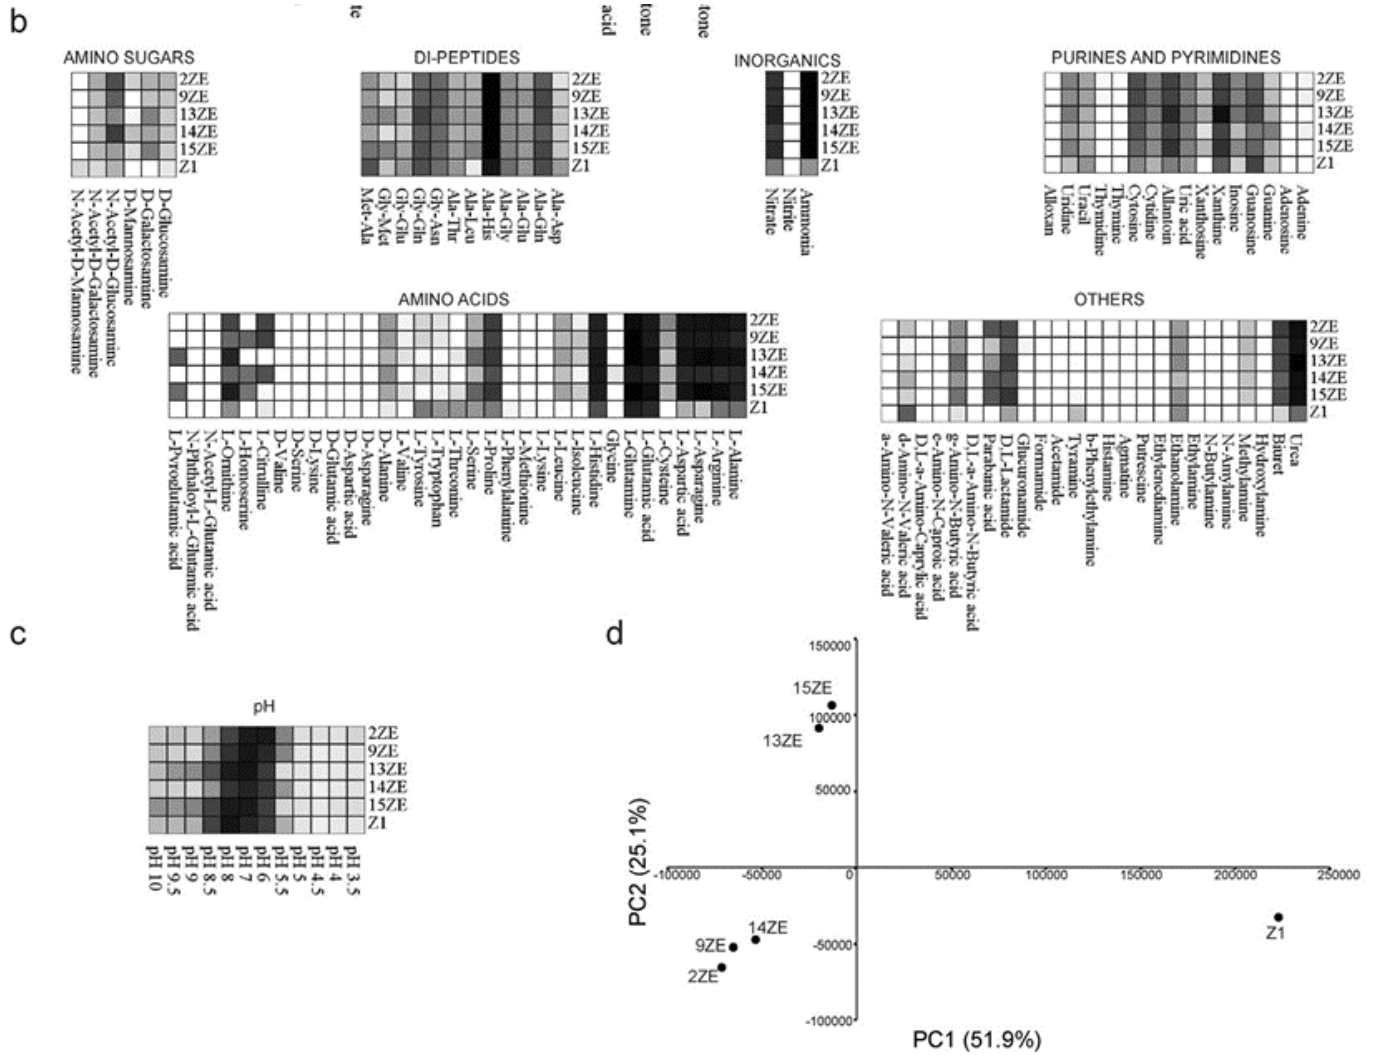 b
te
acid
tone
tone
AMINO SUGARS
2ZE
9ZE
13ZE
14ZE
15ZE
Z1
N-Acetyl-D-Mannosamine
N-Acetyl-D-Galactosamine
N-Acetyl-D-Glucosamine
D-Mannosamine
D-Galactosamine
D-Glucosamine
DI-PEPTIDES
2ZE
9ZE
13ZE
14ZE
15ZE
Z1
Met-Ala
Gly-Met
Gly-Glu
Gly-Gln
Gly-Asn
Ala-Thr
Ala-Leu
Ala-His
Ala-Gly
Ala-Glu
Ala-Gln
Ala-Asp
INORGANICS
2ZE
9ZE
13ZE
14ZE
15ZE
Z1
Nitrate
Nitrite
Ammonia
PURINES AND PYRIMIDINES
2ZE
9ZE
13ZE
14ZE
15ZE
Z1
Alloxan
Uridine
Uracil
Thymidine
Thymine
Cytosine
Cytidine
Allantoin
Uric acid
Xanthosine
Xanthine
Inosine
Guanosine
Guanine
Adenosine
Adenine
AMINO ACIDS
2ZE
9ZE
13ZE
14ZE
15ZE
Z1
L-Pyroglutamic acid
N-Phthaloyl-L-Glutamic acid
N-Acetyl-L-Glutamic acid
L-Ornithine
L-Homoserine
L-Citrulline
D-Valine
D-Serine
D-Lysine
D-Glutamic acid
D-Aspartic acid
D-Asparagine
D-Alanine
L-Valine
L-Tyrosine
L-Tryptophan
L-Threonine
L-Serine
L-Proline
L-Phenylalanine
L-Methionine
L-Lysine
L-Leucine
L-Isoleucine
L-Histidine
Glycine
L-Glutamine
L-Glutamic acid
L-Cysteine
L-Aspartic acid
L-Asparagine
L-Arginine
L-Alanine
OTHERS
2ZE
9ZE
13ZE
14ZE
15ZE
Z1
a-Amino-N-Valeric acid
d-Amino-N-Valeric acid
D,L-a-Amino-Caprylic acid
e-Amino-N-Caproic acid
g-Amino-N-Butyric acid
D,L-a-Amino-N-Butyric acid
Parabanic acid
D,L-Lactamide
Glucuronamide
Formamide
Acetamide
Tyramine
b-Phenylethylamine
Histamine
Agmatine
Putrescine
Ethylenediamine
Ethanolamine
Ethylamine
N-Butylamine
N-Amylamine
Methylamine
Hydroxylamine
Biuret
Urea
c
pH
2ZE
9ZE
13ZE
14ZE
15ZE
Z1
pH 10
pH 9.5
pH 9
pH 8.5
pH 8
pH 7
pH 6
pH 5.5
pH 5
pH 4.5
pH 4
pH 3.5
d
150000
15ZE
100000
13ZE
50000
PC2 (25.1%)
-100000
-50000
0
50000
100000
150000
200000
250000
14ZE
9ZE
-50000
Z1
2ZE
-100000
PC1 (51.9%)